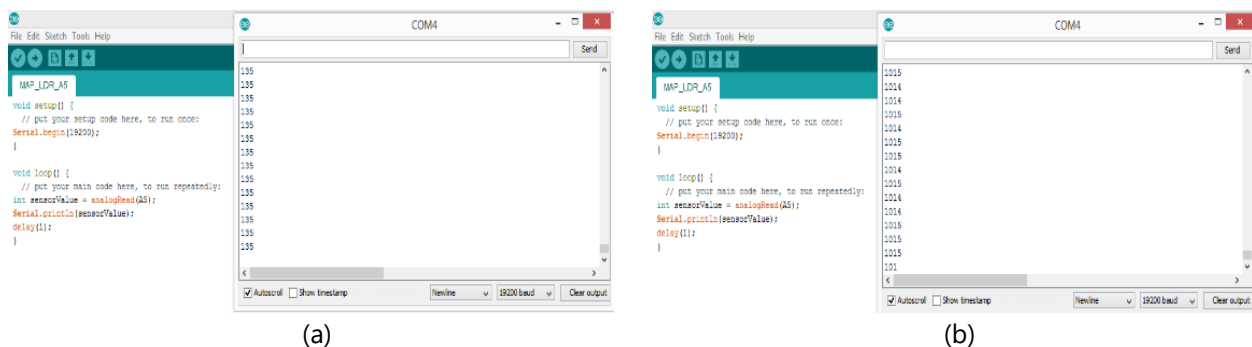 COM4
File Edit Sketch Tools Help
Send
MAP_LDR_A5
void setup() {
// put your setup code here, to run once:
Serial.begin(19200);
}
void loop() {
// put your main code here, to run repeatedly:
int sensorValue = analogRead(A5);
Serial.println(sensorValue);
delay(1);
}
135
135
135
135
135
135
135
135
135
135
135
135
135
135
Autoscroll Show timestamp Newline 19200 baud Clear output
(a)
COM4
File Edit Sketch Tools Help
Send
MAP_LDR_A5
void setup() {
// put your setup code here, to run once:
Serial.begin(19200);
}
void loop() {
// put your main code here, to run repeatedly:
int sensorValue = analogRead(A5);
Serial.println(sensorValue);
delay(1);
}
1015
1014
1014
1015
1014
1015
1015
1014
1015
1014
1014
1015
1015
1015
101
Autoscroll Show timestamp Newline 19200 baud Clear output
(b)